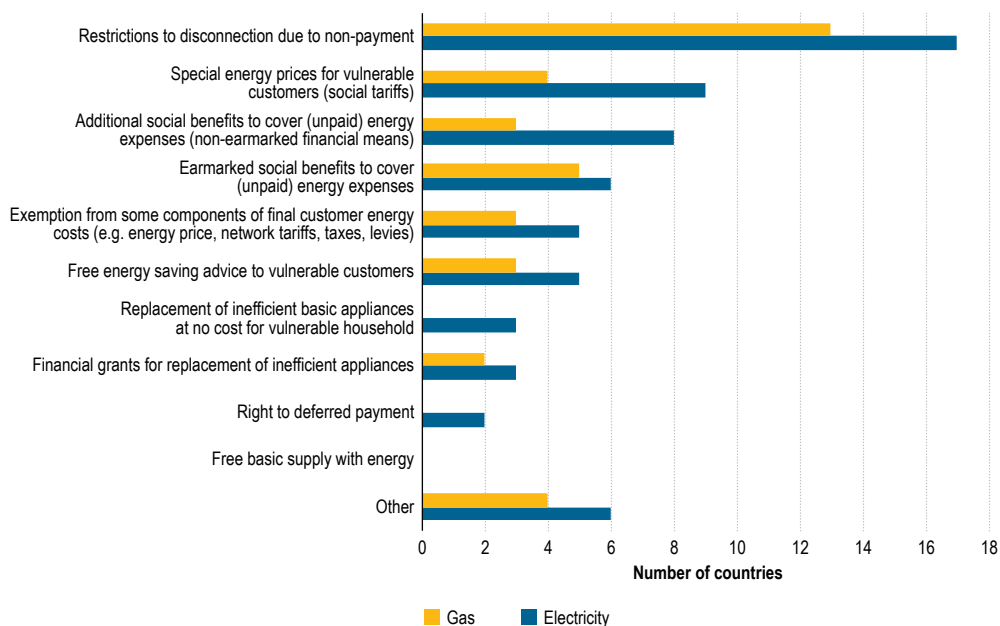 Restrictions to disconnection due to non-payment
Special energy prices for vulnerable
customers (social tariffs)
Additional social benefits to cover (unpaid) energy
expenses (non-earmarked financial means)
Earmarked social benefits to cover
(unpaid) energy expenses
Exemption from some components of final customer energy
costs (e.g. energy price, network tariffs, taxes, levies)
Free energy saving advice to vulnerable customers
Replacement of inefficient basic appliances
at no cost for vulnerable household
Financial grants for replacement of inefficient appliances
Right to deferred payment
Free basic supply with energy
Other
0 2 4 6 8 10 12 14 16 18
Number of countries
Gas Electricity